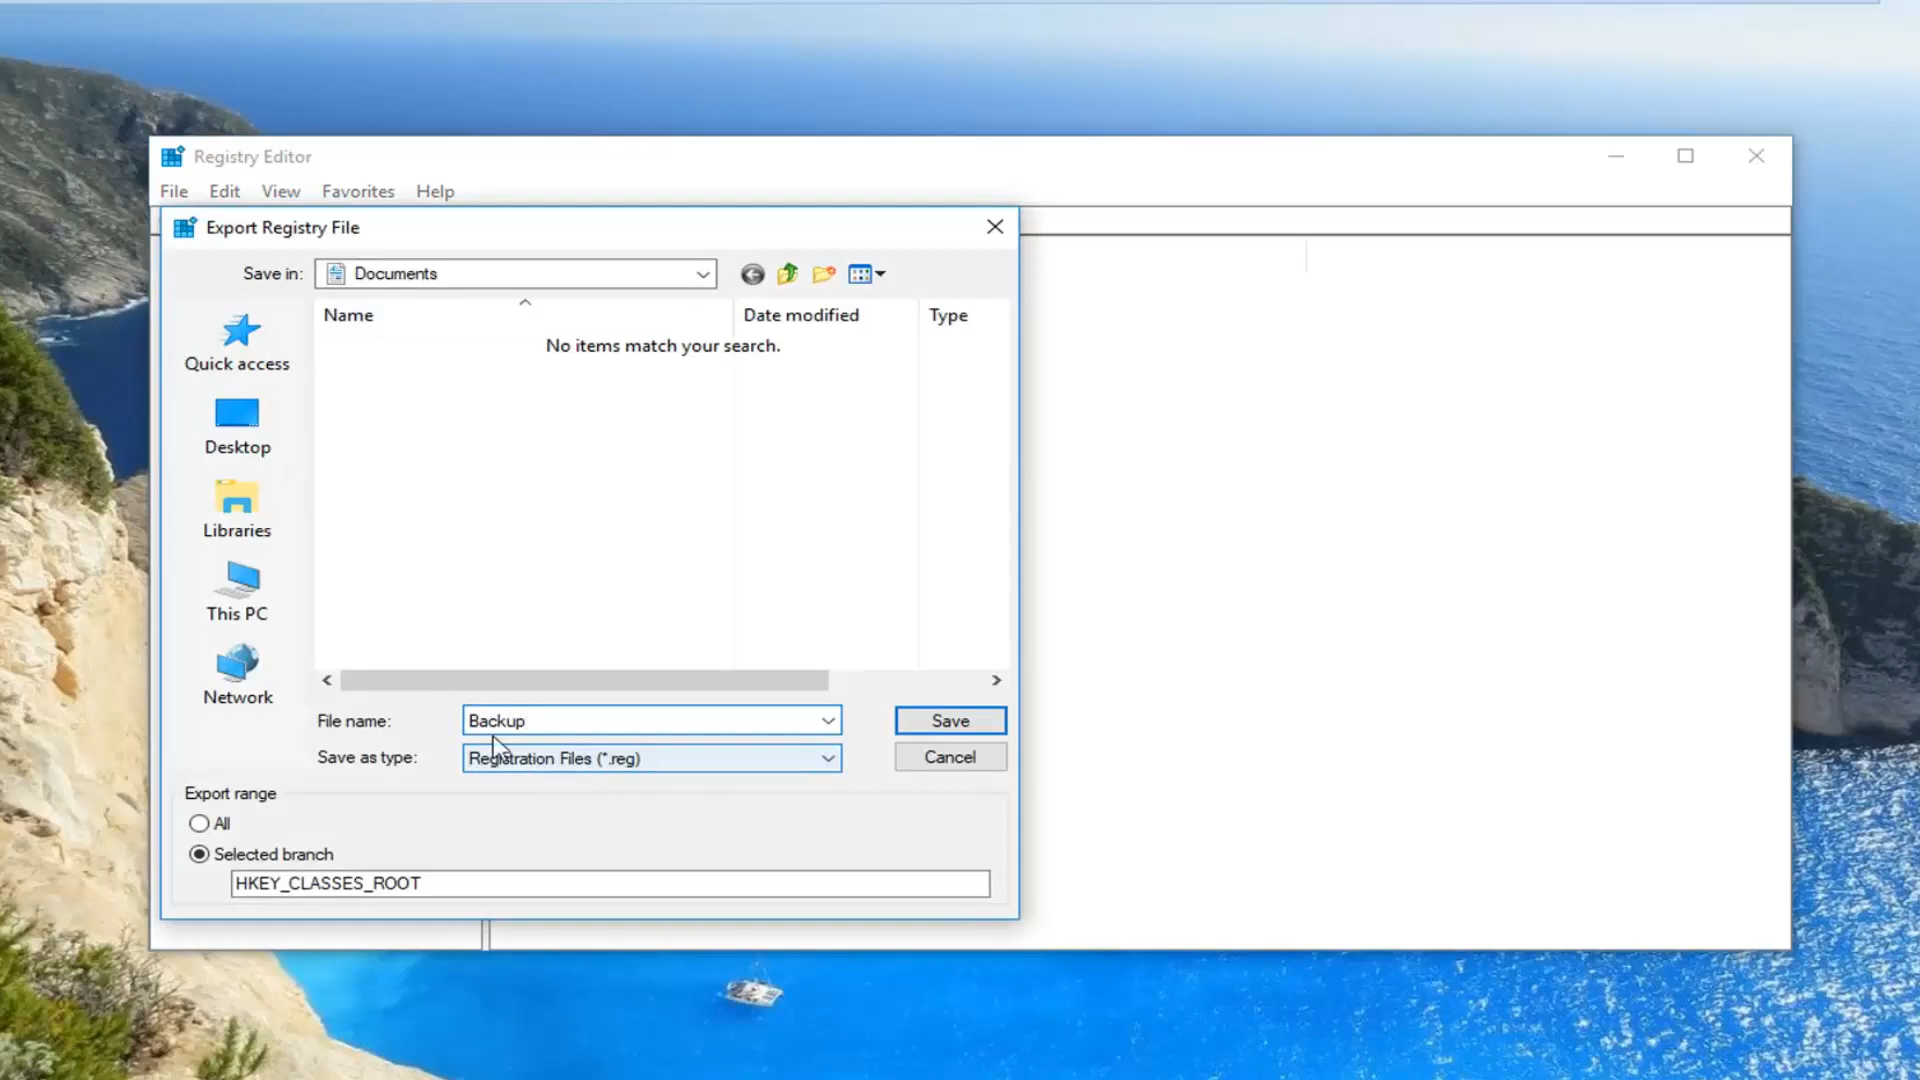 Registry Editor
File Edit View Favorites Help
Export Registry File
Save in: Documents
Name Date modified Type
No items match your search.
Quick access
Desktop
Libraries
This PC
Network
File name: Backup Save
Save as type: Registration Files (*.reg) Cancel
Export range
All
Selected branch
HKEY_CLASSES_ROOT